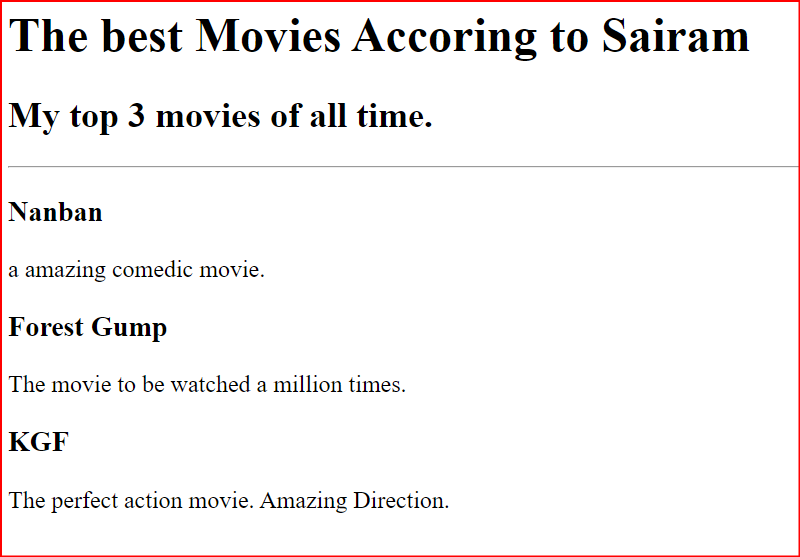 The best Movies Accoring to Sairam
My top 3 movies of all time.
Nanban
a amazing comedic movie.
Forest Gump
The movie to be watched a million times.
KGF
The perfect action movie. Amazing Direction.